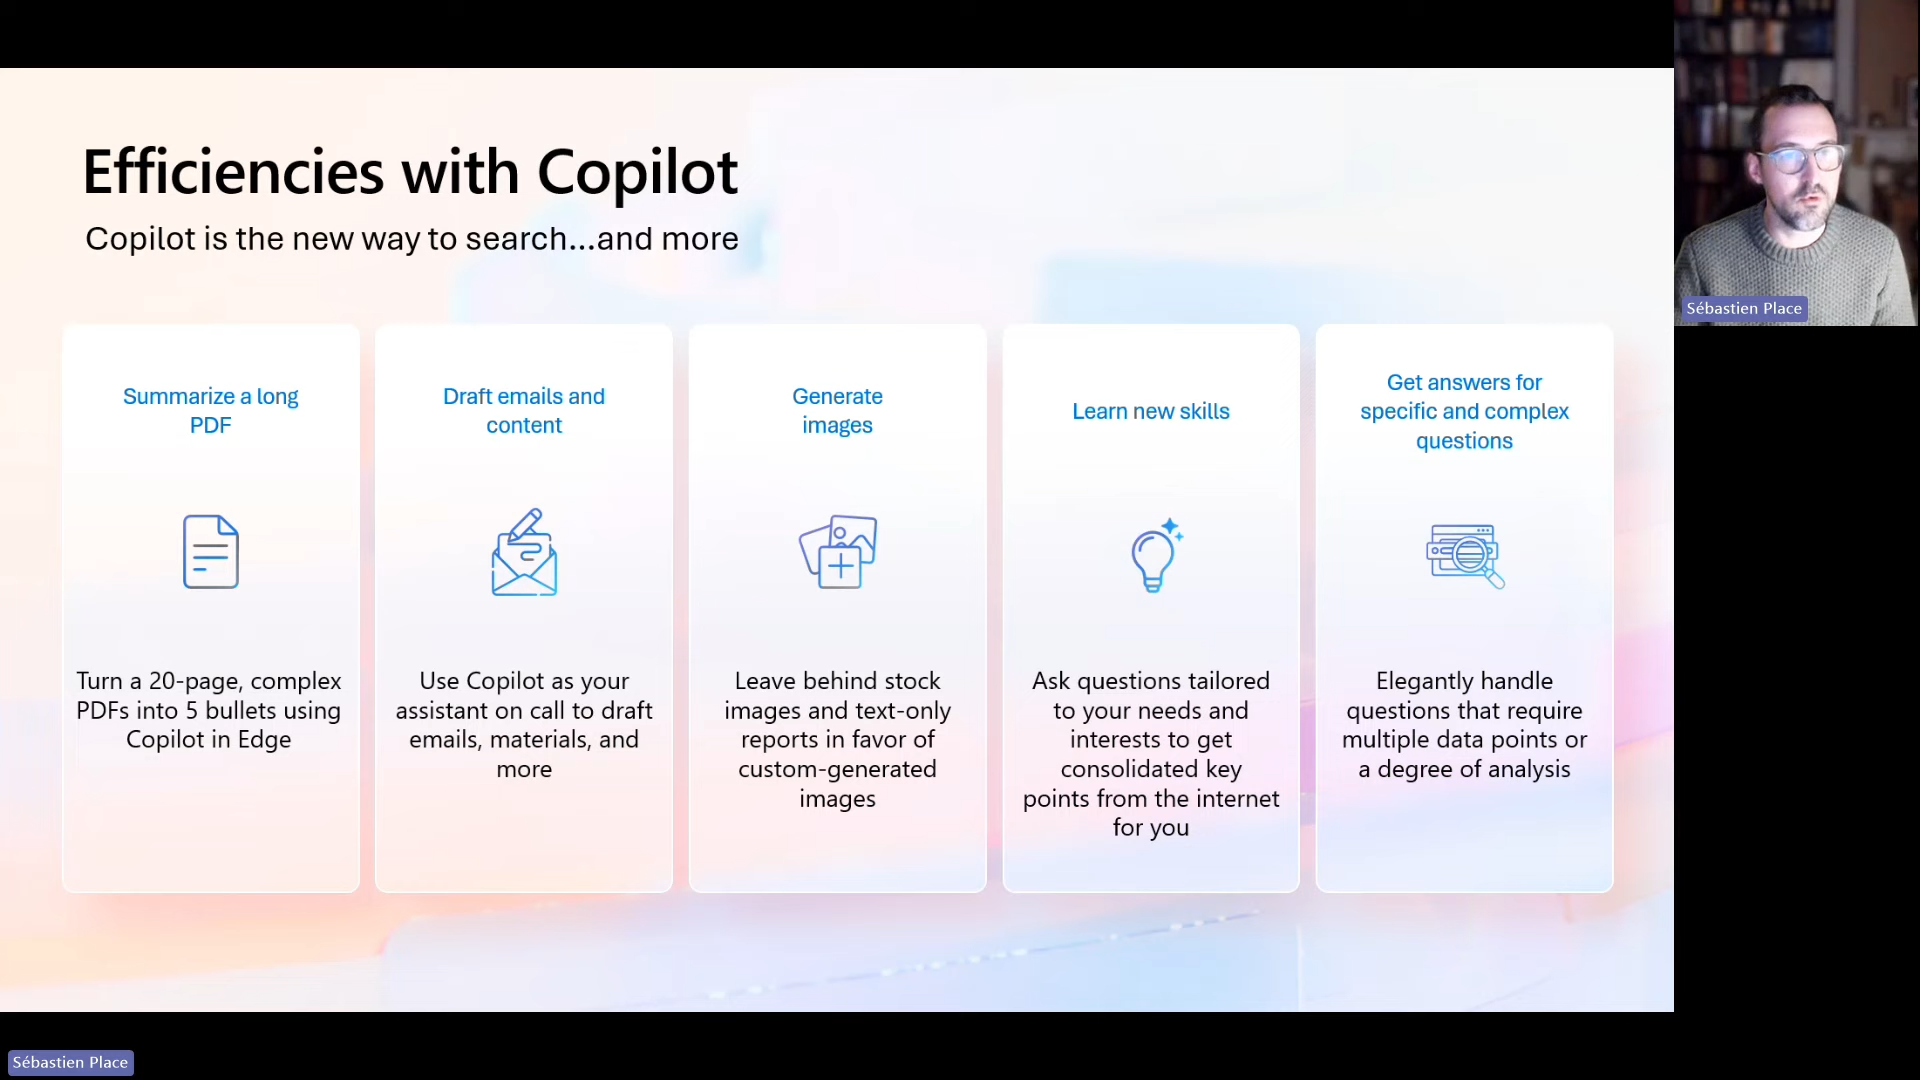 Efficiencies with Copilot
Copilot is the new way to search...and more
Summarize a long
PDF
Turn a 20-page, complex
PDFs into 5 bullets using
Copilot in Edge
Draft emails and
content
Use Copilot as your
assistant on call to draft
emails, materials, and
more
Generate
images
Leave behind stock
images and text-only
reports in favor of
custom-generated
images
Learn new skills
Ask questions tailored
to your needs and
interests to get
consolidated key
points from the internet
for you
Get answers for
specific and complex
questions
Elegantly handle
questions that require
multiple data points or
a degree of analysis
Sébastien Place
Sébastien Place